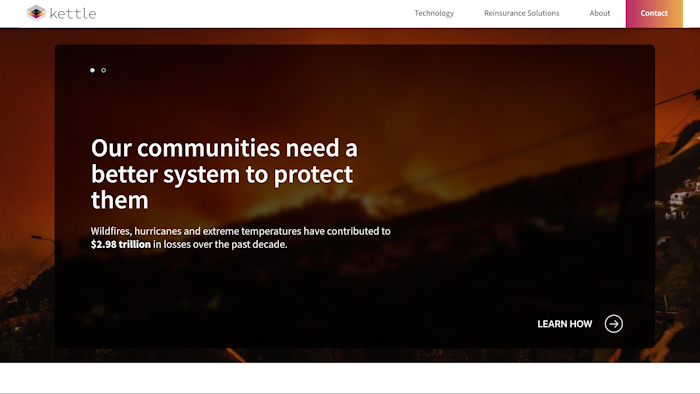 kettle
Technology
Reinsurance Solutions
About
Contact
Our communities need a
better system to protect
them
Wildfires, hurricanes and extreme temperatures have contributed to
$2.98 trillion in losses over the past decade.
LEARN HOW